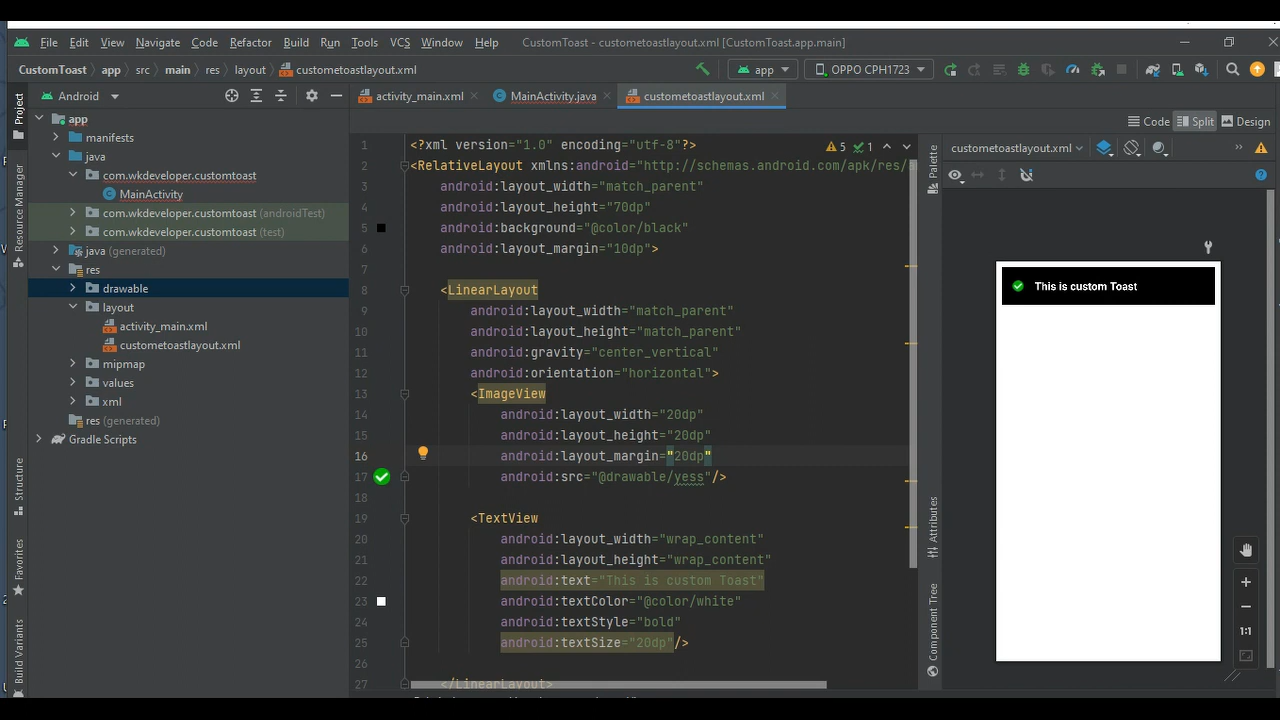 File Edit View Navigate Code Refactor Build Run Tools VCS Window Help CustomToast - custometoastlayout.xml [CustomToast.app.main]
CustomToast app src main res layout custometoastlayout.xml app OPPO CPH1723
Android activity_main.xml MainActivity.java custometoastlayout.xml
Code Split Design
Project
Resource Manager
Structure
Favorites
Build Variants
app
manifests
java
com.wkdeveloper.customtoast
MainActivity
com.wkdeveloper.customtoast (androidTest)
com.wkdeveloper.customtoast (test)
java (generated)
res
drawable
layout
activity_main.xml
custometoastlayout.xml
mipmap
values
xml
res (generated)
Gradle Scripts
5 1
1 <?xml version="1.0" encoding="utf-8"?>
2 <RelativeLayout xmlns:android="http://schemas.android.com/apk/res/
3 android:layout_width="match_parent"
4 android:layout_height="70dp"
5 android:background="@color/black"
6 android:layout_margin="10dp">
7
8 <LinearLayout
9 android:layout_width="match_parent"
10 android:layout_height="match_parent"
11 android:gravity="center_vertical"
12 android:orientation="horizontal">
13 <ImageView
14 android:layout_width="20dp"
15 android:layout_height="20dp"
16 android:layout_margin="20dp"
17 android:src="@drawable/yess"/>
18
19 <TextView
20 android:layout_width="wrap_content"
21 android:layout_height="wrap_content"
22 android:text="This is custom Toast"
23 android:textColor="@color/white"
24 android:textStyle="bold"
25 android:textSize="20dp"/>
26
27 </LinearLayout>
Palette
Attributes
Component Tree
custometoastlayout.xml
This is custom Toast
1:1